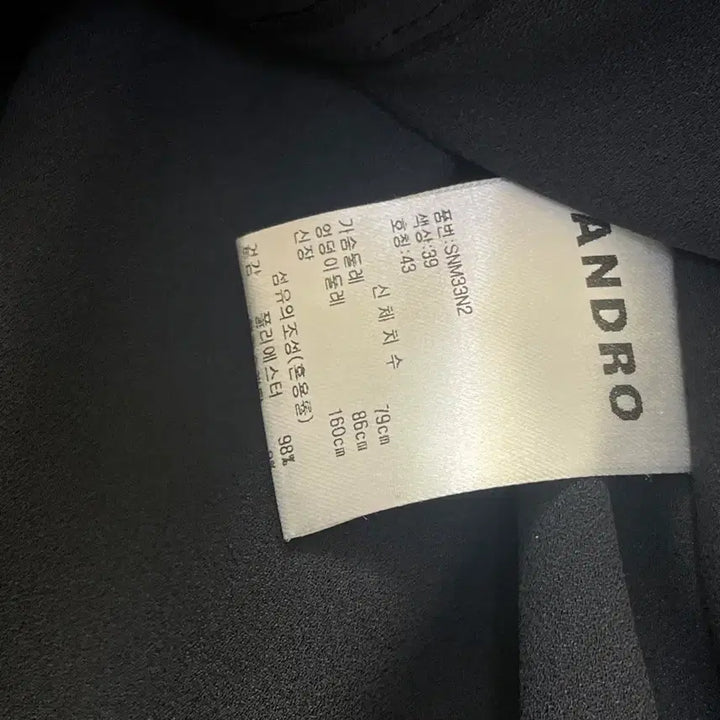 ANDRO
품번:SNM33N2
색상:39
호칭:43
신체치수
가슴둘레 79cm
엉덩이둘레 86cm
신장 160cm
섬유의조성(혼용율)
겉감 폴리에스터 98%